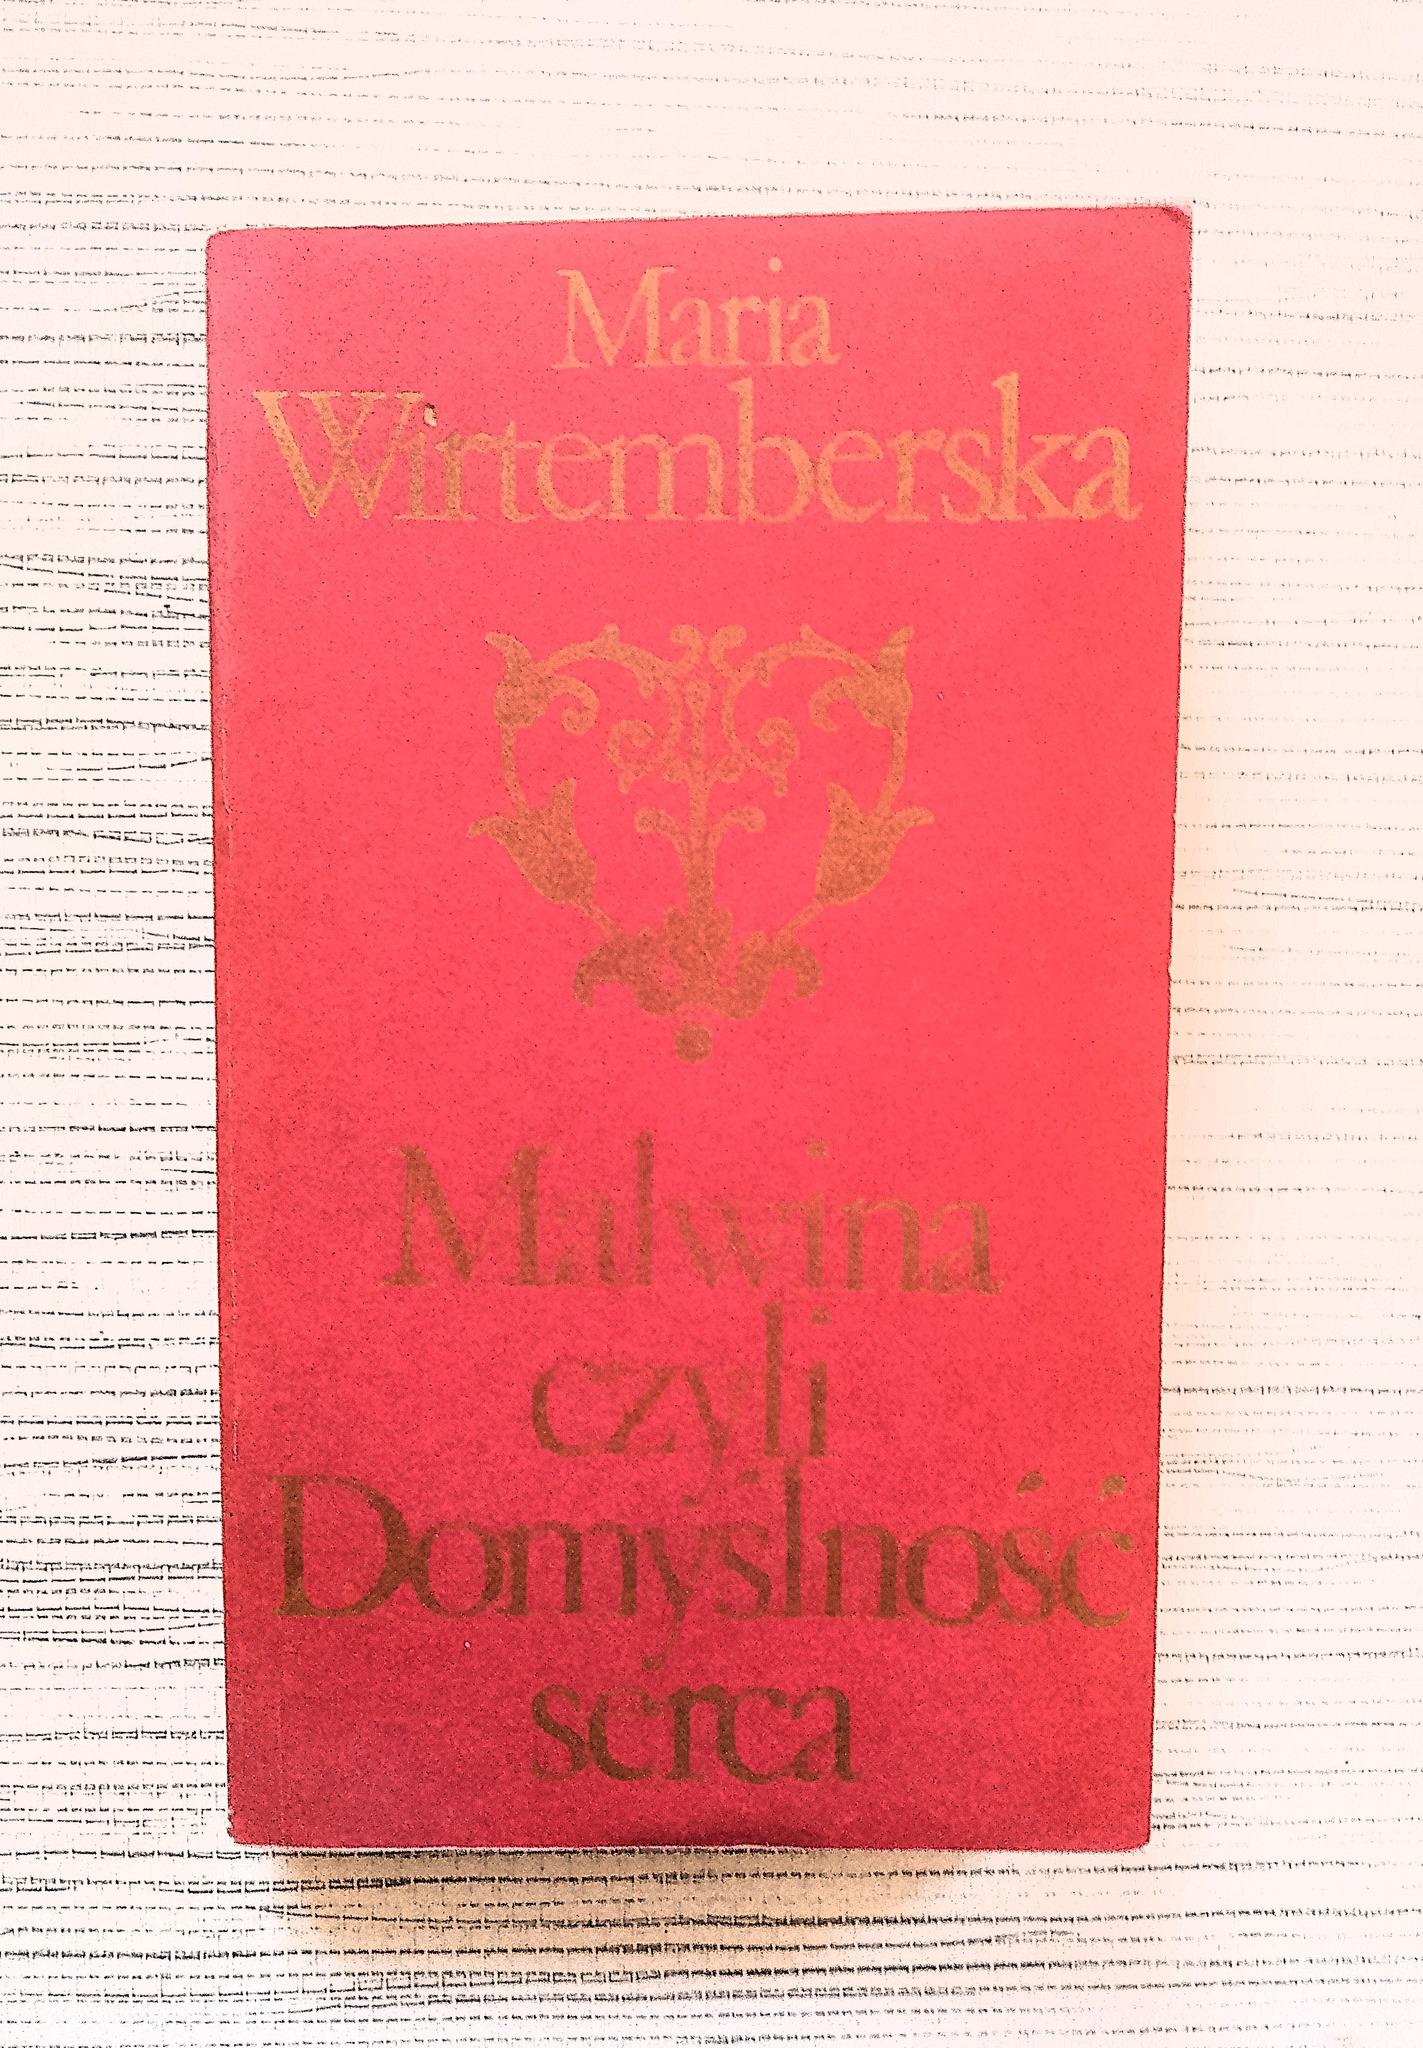 Maria
Wirtemberska
Malwina
czyli
Domyślność
serca